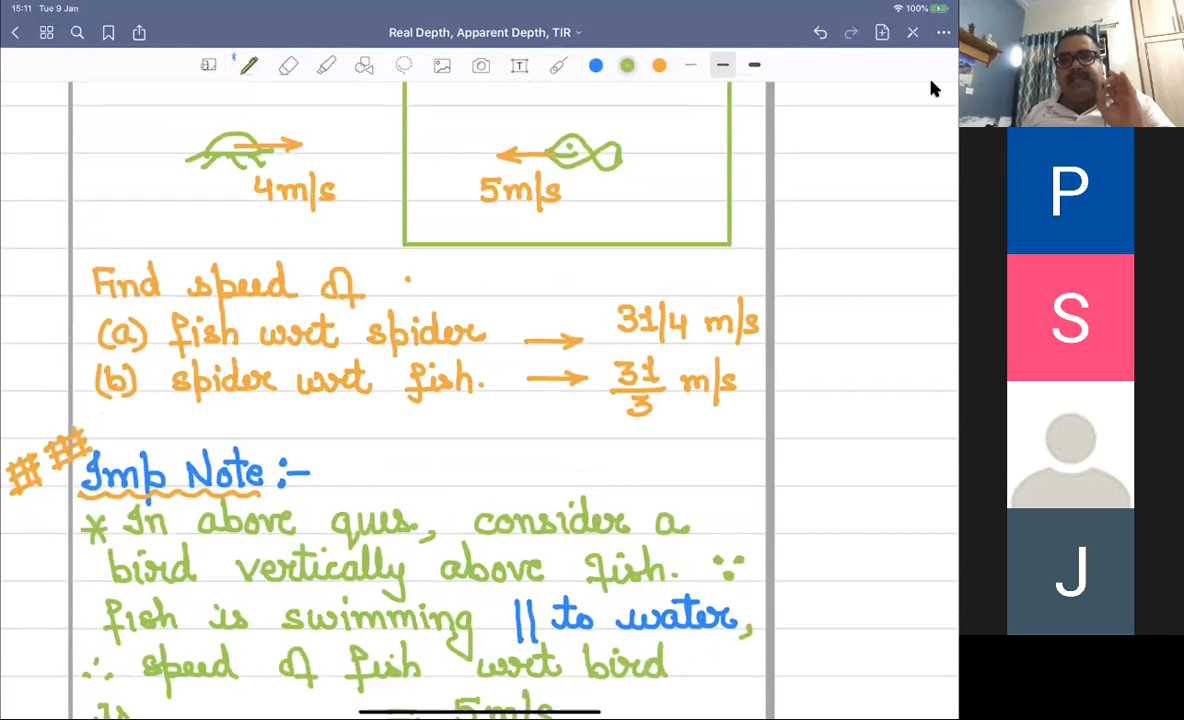 15:11 Tue 9 Jan
100%
Real Depth, Apparent Depth, TIR
4m/s
5m/s
Find speed of
(a) fish wrt spider → 31/4 m/s
(b) spider wrt fish. → 31/3 m/s
Imp Note :-
* In above ques, consider a
bird vertically above fish. ∵
fish is swimming || to water,
∴ speed of fish wrt bird
is = 5m/s
P
S
J